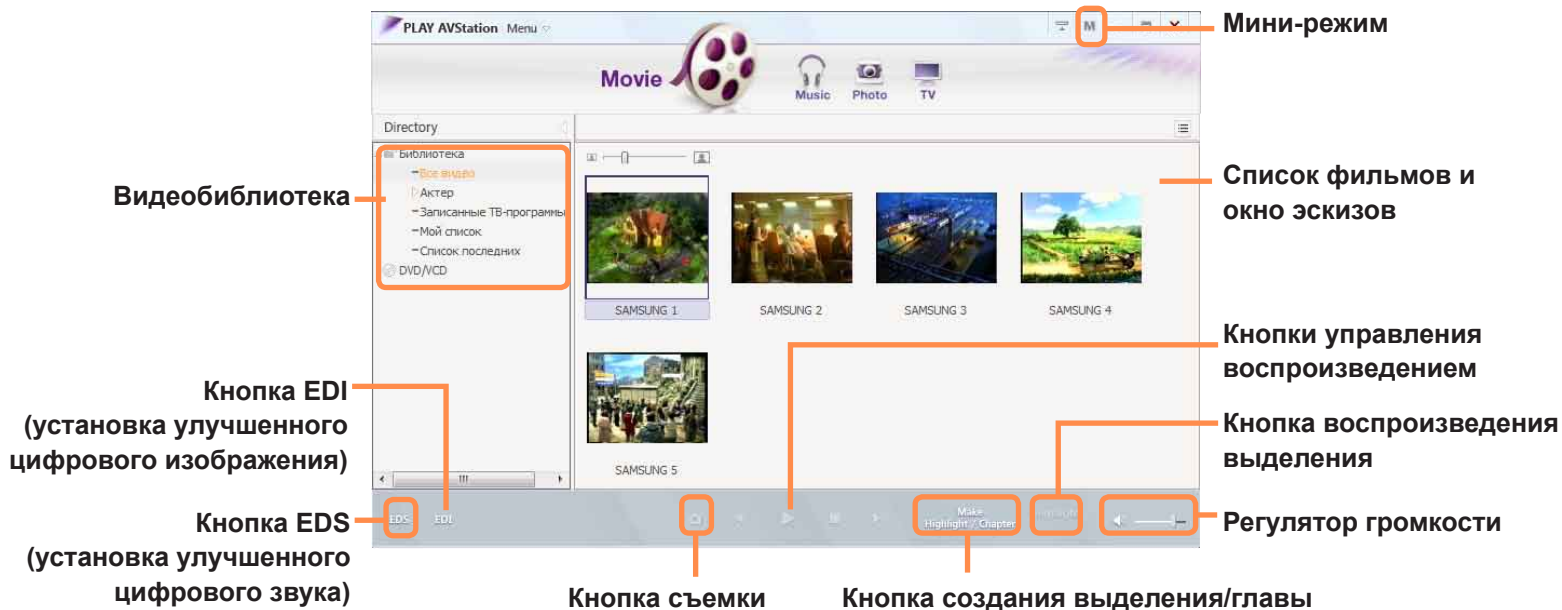 PLAY AVStation Menu
M
Мини-режим
Movie
Music
Photo
TV
Directory
Библиотека
Все видео
Актер
Записанные ТВ-программы
Мой список
Список последних
DVD/VCD
Видеобиблиотека
Список фильмов и
окно эскизов
SAMSUNG 1
SAMSUNG 2
SAMSUNG 3
SAMSUNG 4
SAMSUNG 5
Кнопки управления
воспроизведением
Кнопка EDI
(установка улучшенного
цифрового изображения)
Кнопка воспроизведения
выделения
EDS
EDI
Make
Highlight / Chapter
Кнопка EDS
(установка улучшенного
цифрового звука)
Регулятор громкости
Кнопка съемки
Кнопка создания выделения/главы